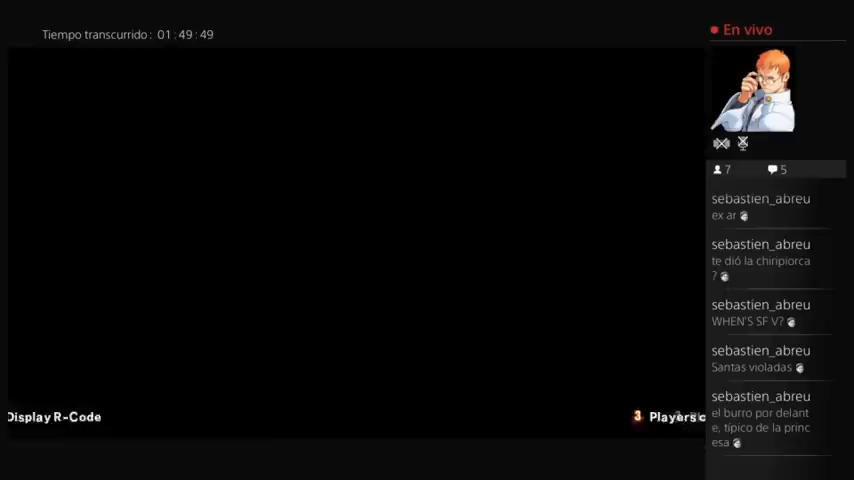 Tiempo transcurrido: 01:49:49
En vivo
7 5
sebastien_abreu
ex ar
sebastien_abreu
te dió la chiripiorca
?
sebastien_abreu
WHEN'S SF V?
sebastien_abreu
Santas violadas
sebastien_abreu
el burro por delant
e, típico de la princ
esa
Display R-Code
3 Players